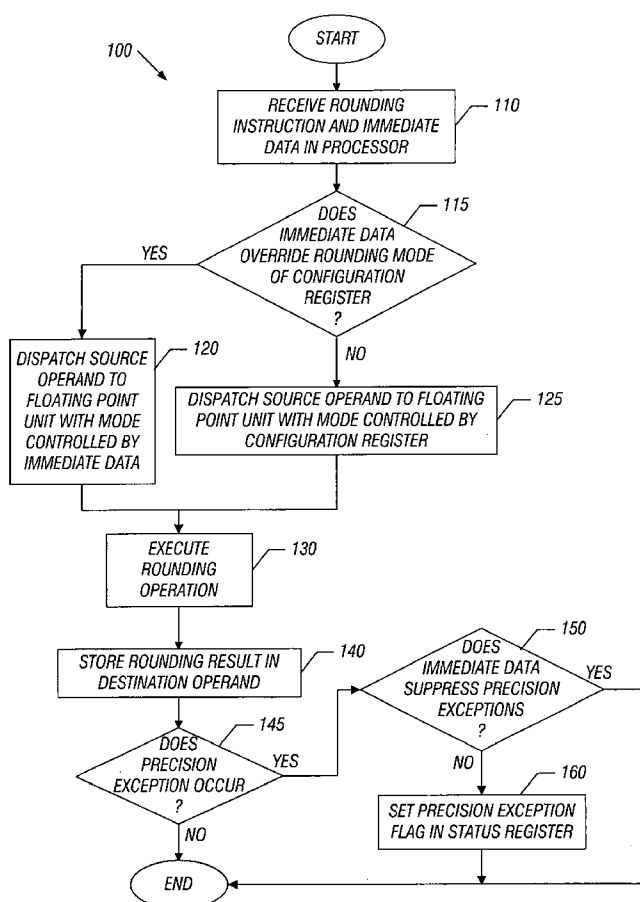 START
100
RECEIVE ROUNDING
INSTRUCTION AND IMMEDIATE
DATA IN PROCESSOR
110
DOES
IMMEDIATE DATA
OVERRIDE ROUNDING MODE
OF CONFIGURATION
REGISTER
?
115
YES
NO
DISPATCH SOURCE
OPERAND TO
FLOATING POINT
UNIT WITH MODE
CONTROLLED BY
IMMEDIATE DATA
120
DISPATCH SOURCE OPERAND TO FLOATING
POINT UNIT WITH MODE CONTROLLED BY
CONFIGURATION REGISTER
125
EXECUTE
ROUNDING
OPERATION
130
STORE ROUNDING RESULT IN
DESTINATION OPERAND
140
DOES
PRECISION
EXCEPTION OCCUR
?
145
YES
NO
DOES
IMMEDIATE DATA
SUPPRESS PRECISION
EXCEPTIONS
?
150
YES
NO
SET PRECISION EXCEPTION
FLAG IN STATUS REGISTER
160
END